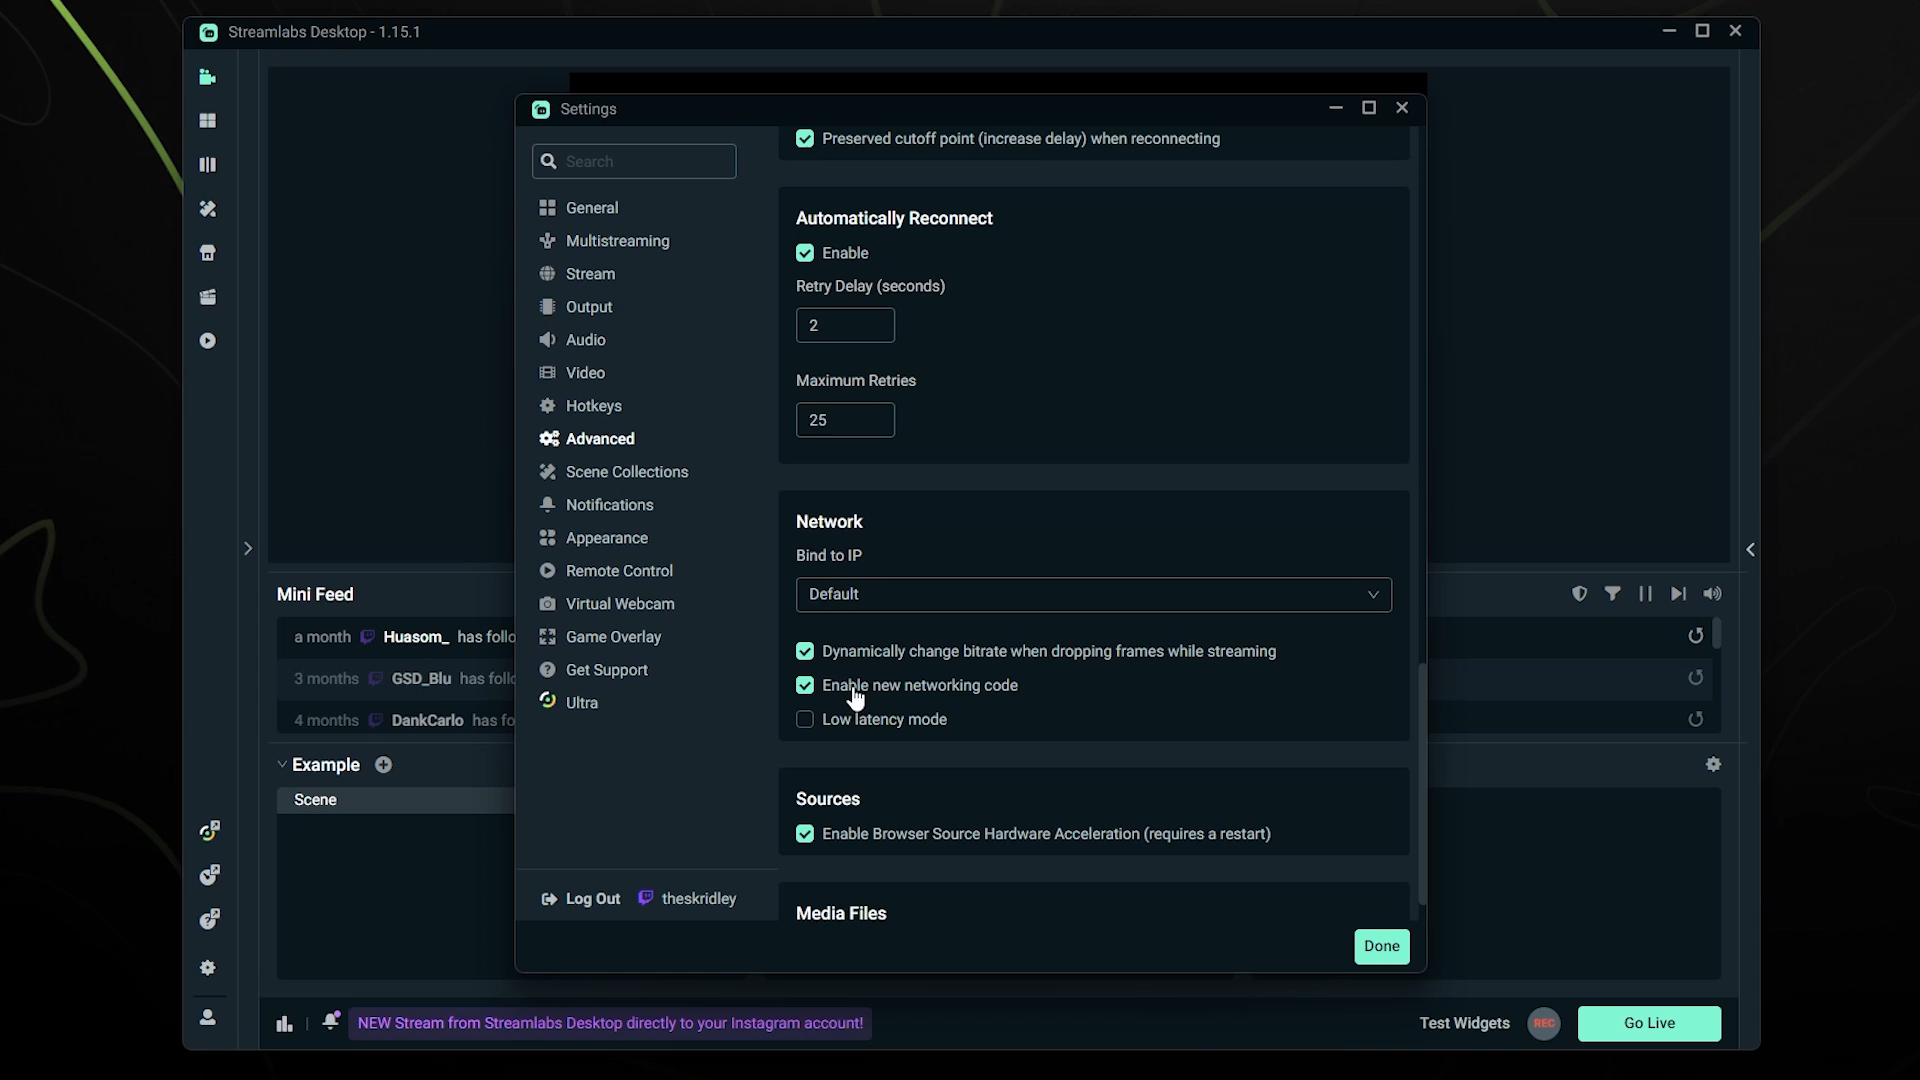 Streamlabs Desktop - 1.15.1
Settings
Search
General
Multistreaming
Stream
Output
Audio
Video
Hotkeys
Advanced
Scene Collections
Notifications
Appearance
Remote Control
Virtual Webcam
Game Overlay
Get Support
Ultra
Log Out theskridley
Preserved cutoff point (increase delay) when reconnecting
Automatically Reconnect
Enable
Retry Delay (seconds)
2
Maximum Retries
25
Network
Bind to IP
Default
Dynamically change bitrate when dropping frames while streaming
Enable new networking code
Low latency mode
Sources
Enable Browser Source Hardware Acceleration (requires a restart)
Media Files
Done
Mini Feed
a month Huasom_ has follo
3 months GSD_Blu has follo
4 months DankCarlo has fo
Example
Scene
NEW Stream from Streamlabs Desktop directly to your Instagram account!
Test Widgets
REC
Go Live